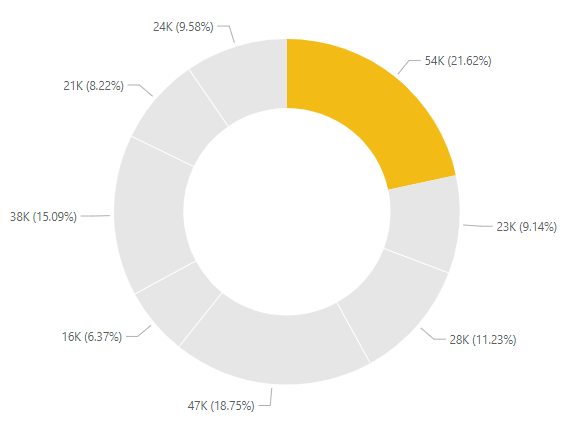 24K (9.58%)
54K (21.62%)
21K (8.22%)
38K (15.09%)
23K (9.14%)
16K (6.37%)
28K (11.23%)
47K (18.75%)